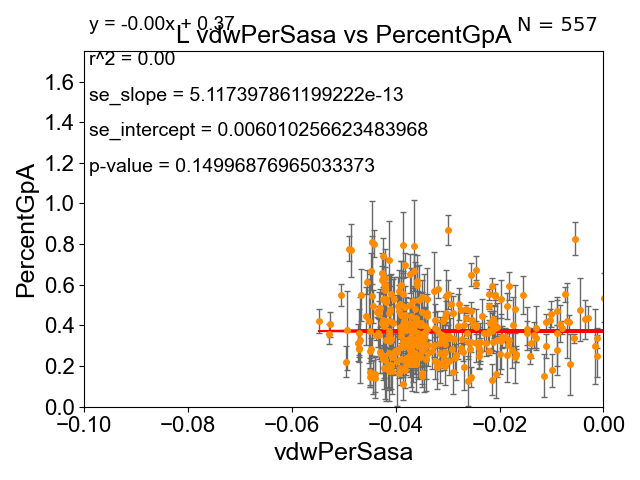 y = -0.00x + 0.37
N = 557
L vdwPerSasa vs PercentGpA
r^2 = 0.00
se_slope = 5.117397861199222e-13
se_intercept = 0.006010256623483968
p-value = 0.14996876965033373
PercentGpA
1.6
1.4
1.2
1.0
0.8
0.6
0.4
0.2
0.0
−0.10
−0.08
−0.06
−0.04
−0.02
0.00
vdwPerSasa